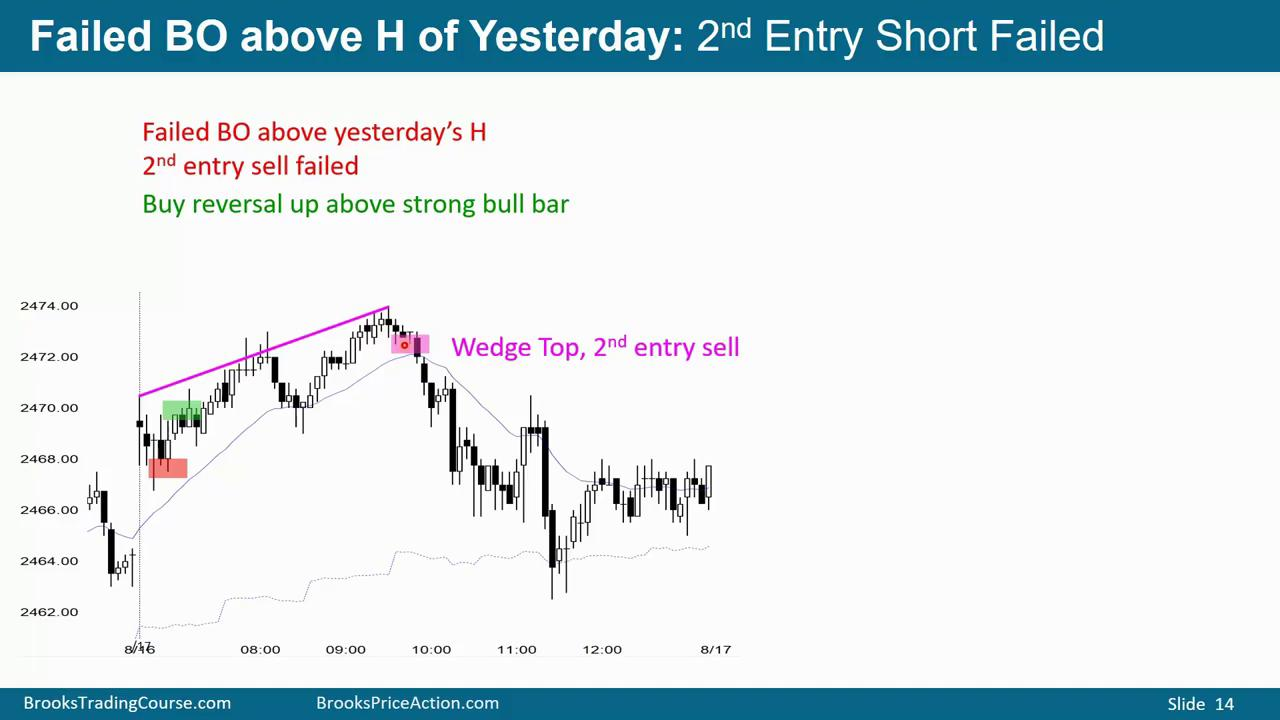 Failed BO above H of Yesterday: 2nd Entry Short Failed
Failed BO above yesterday's H
2nd entry sell failed
Buy reversal up above strong bull bar
2474.00
2472.00
2470.00
2468.00
2466.00
2464.00
2462.00
Wedge Top, 2nd entry sell
8/16 08:00 09:00 10:00 11:00 12:00 8/17
BrooksTradingCourse.com BrooksPriceAction.com Slide 14